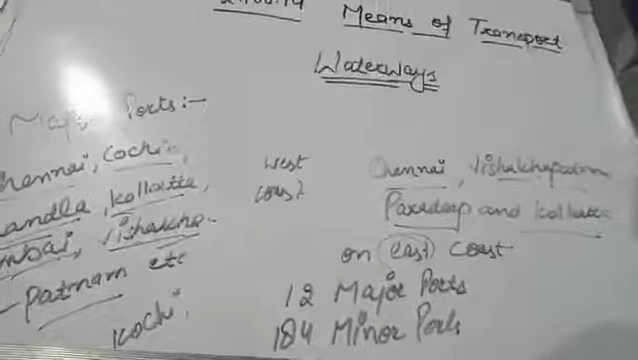 Means of Transport
Waterways
Major Ports:-
Chennai, Cochin,
Kandla, Kolkatta,
Mumbai, Vishakha-
- Patnam etc
Kochi,
west
coast
Chennai, Vishakhapatnam
Paradeep and Kolkatta
on east coast
12 Major Ports
184 Minor Ports